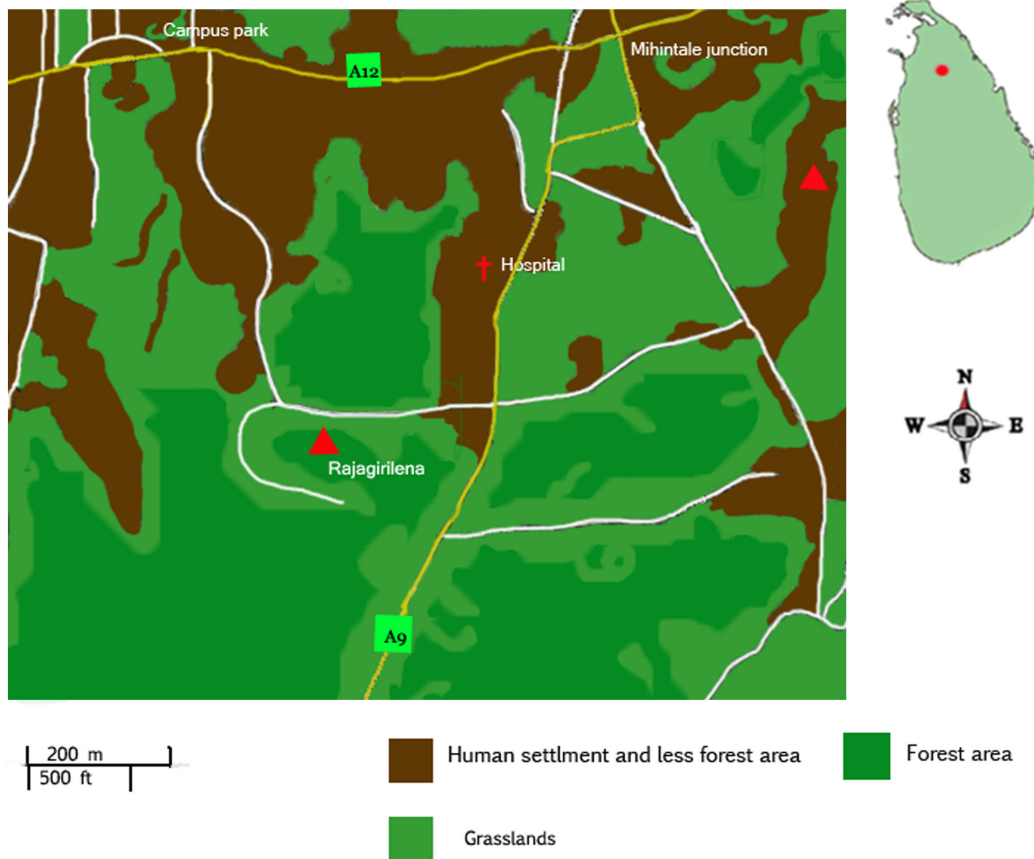 Campus park
A12
Mihintale junction
Hospital
N
W E
S
Rajagirilena
A9
200 m
500 ft
Human settlment and less forest area
Forest area
Grasslands